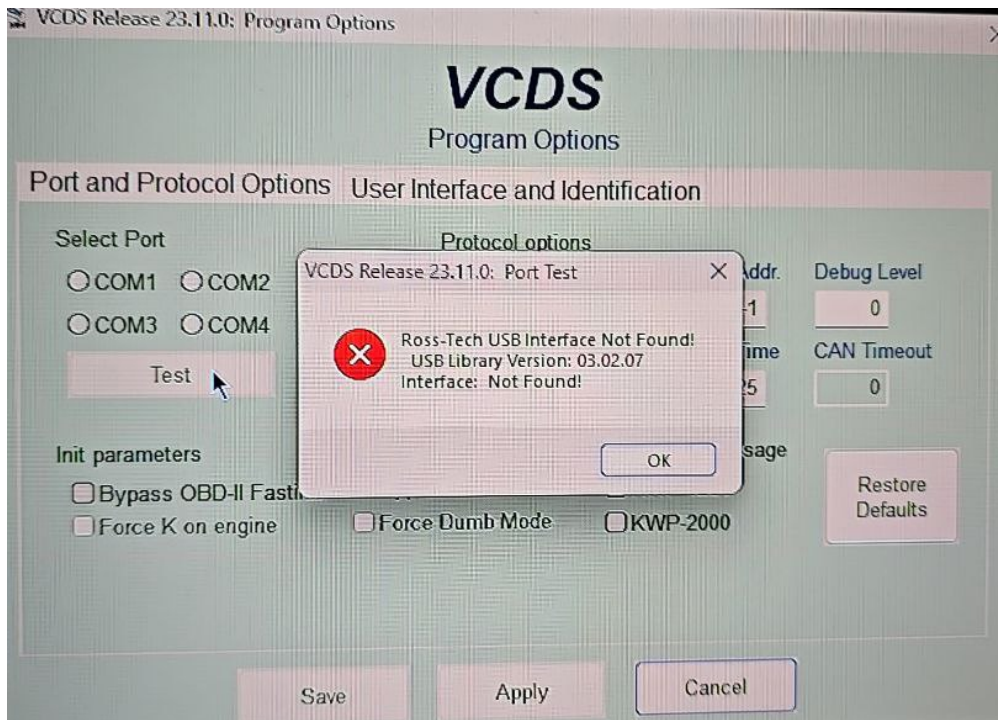 VCDS Release 23.11.0: Program Options
VCDS
Program Options
Port and Protocol Options
User Interface and Identification
Select Port
COM1
COM2
COM3
COM4
Test
Protocol options
Addr.
-1
Debug Level
0
CAN Timeout
0
VCDS Release 23.11.0: Port Test
Ross-Tech USB Interface Not Found!
USB Library Version: 03.02.07
Interface: Not Found!
OK
Init parameters
Bypass OBD-II
Force K on engine
Force Dumb Mode
KWP-2000
Restore
Defaults
Save
Apply
Cancel